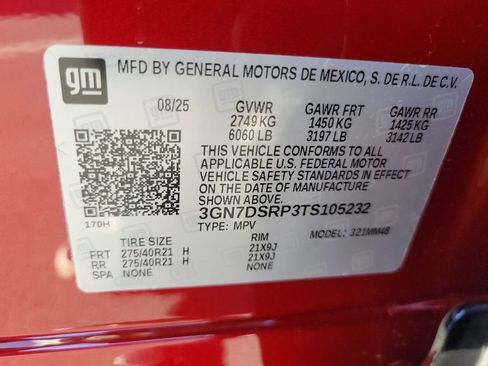 gm
MFD BY GENERAL MOTORS DE MEXICO, S. DE R.L. DE C.V.
08/25 GVWR GAWR FRT GAWR RR
2749 KG 1450 KG 1425 KG
6060 LB 3197 LB 3142 LB
THIS VEHICLE CONFORMS TO ALL
APPLICABLE U.S. FEDERAL MOTOR
VEHICLE SAFETY STANDARDS IN EFFECT
ON THE DATE OF MANUFACTURE
SHOWN ABOVE.
3GN7DSRP3TS105232
170H TYPE: MPV MODEL: 321MM48
TIRE SIZE RIM
FRT 275/40R21 H 21X9J
RR 275/40R21 H 21X9J
SPA NONE NONE